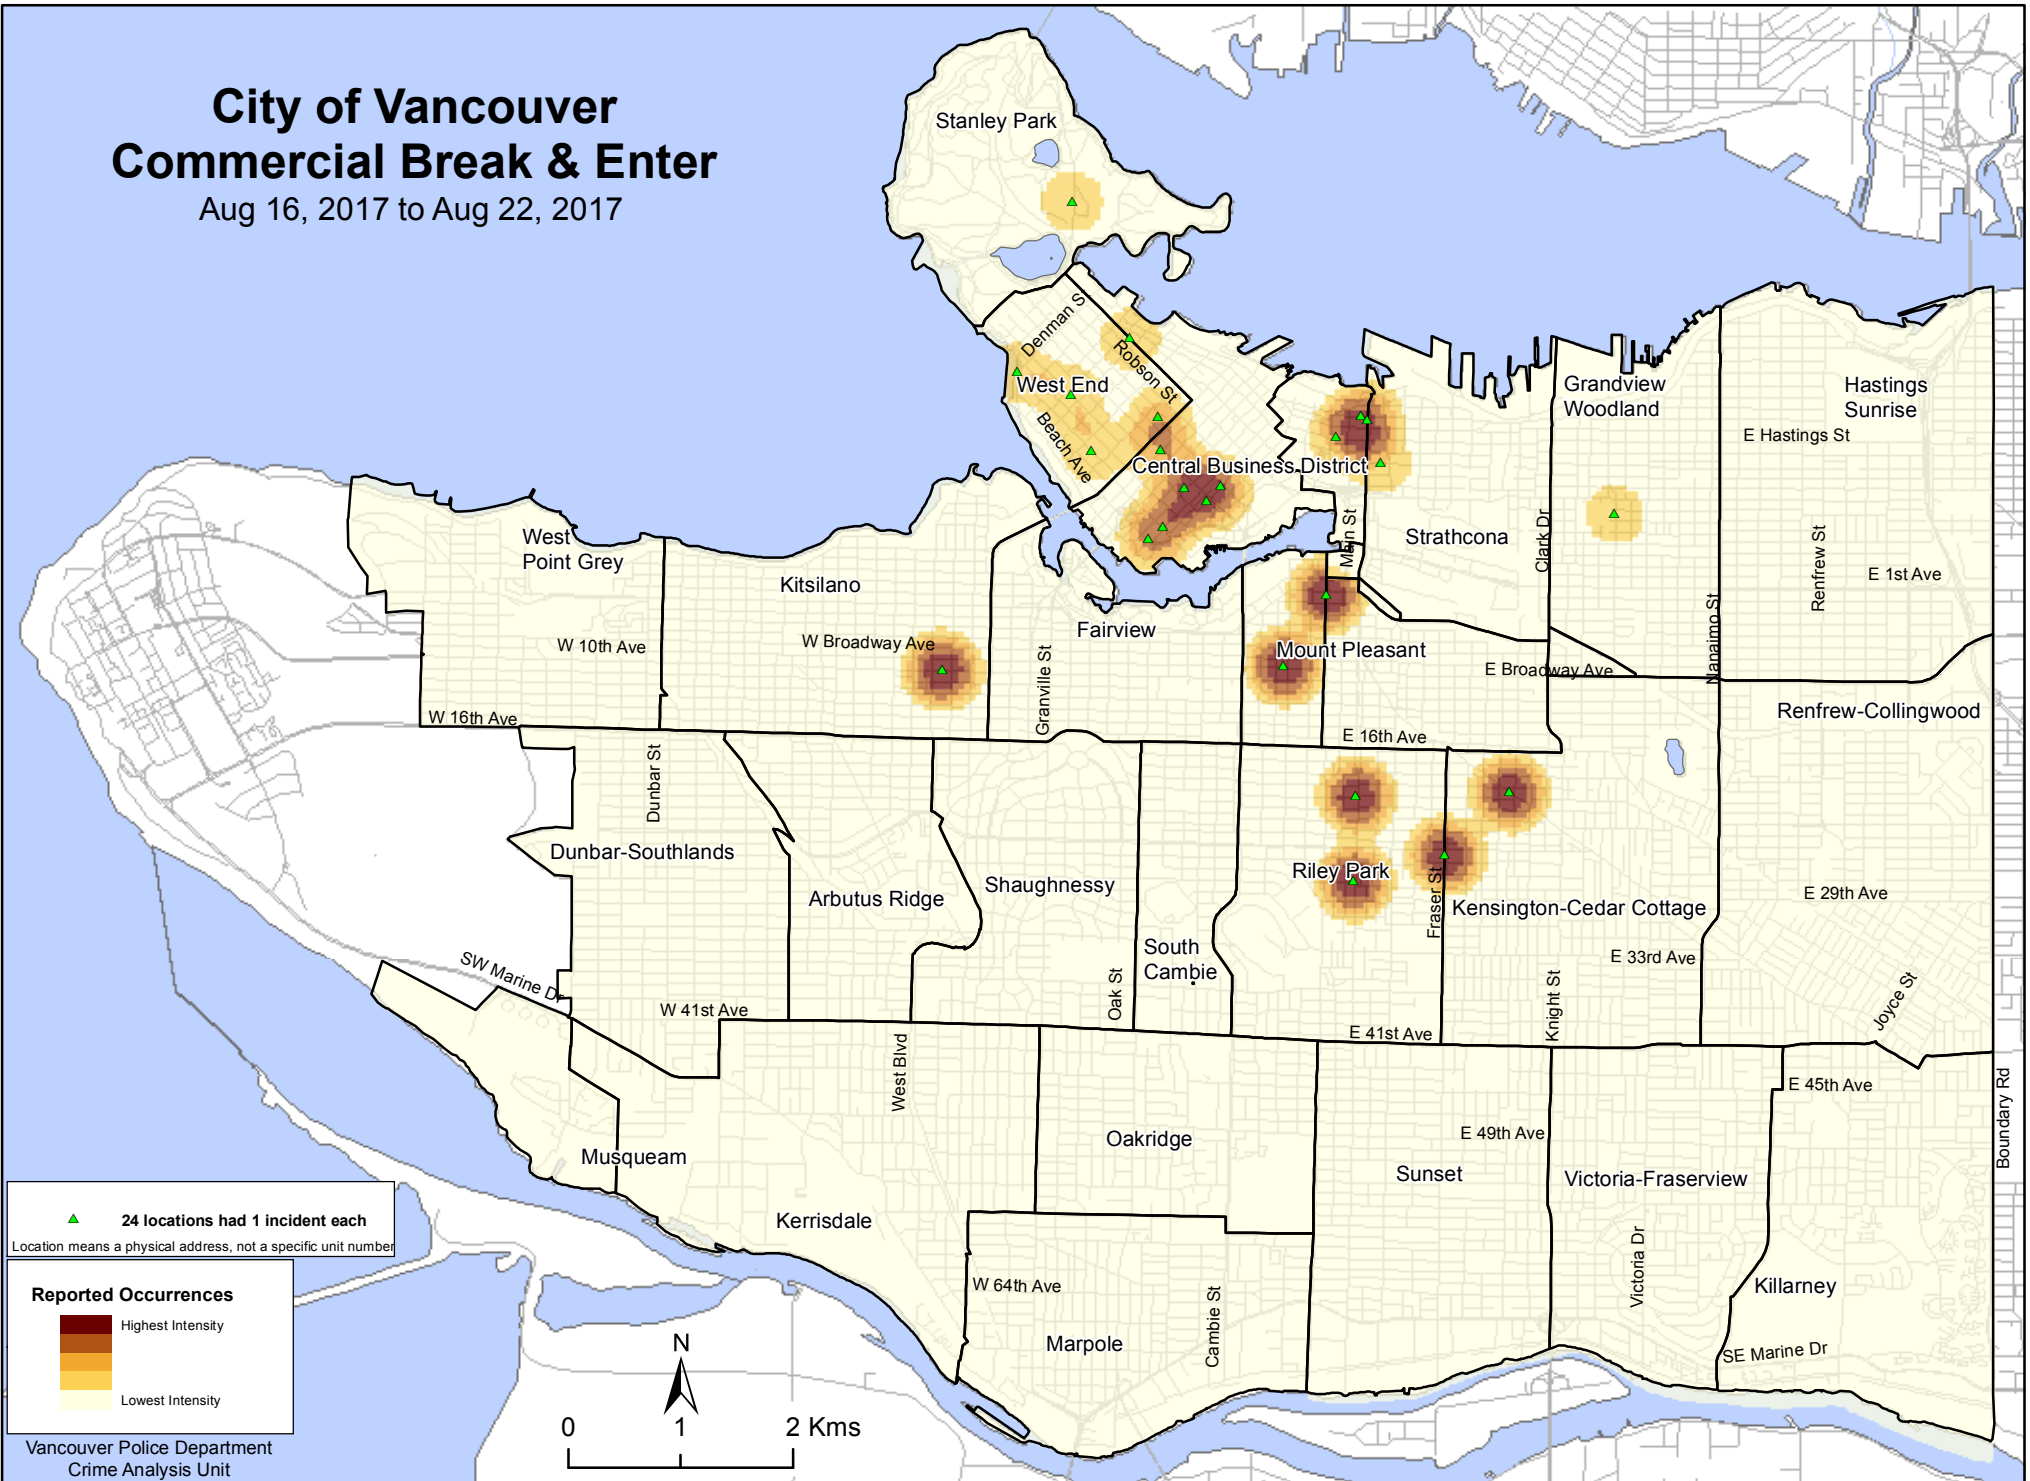 City of Vancouver
Commercial Break & Enter
Aug 16, 2017 to Aug 22, 2017
Stanley Park
Denman St
Robson St
West End
Beach Ave
Central Business District
Grandview
Woodland
Hastings
Sunrise
E Hastings St
Main St
Strathcona
Clark Dr
Nanaimo St
Renfrew St
E 1st Ave
West
Point Grey
Kitsilano
W 10th Ave
W Broadway Ave
Fairview
Granville St
Mount Pleasant
E Broadway Ave
W 16th Ave
E 16th Ave
Renfrew-Collingwood
Dunbar St
Dunbar-Southlands
Arbutus Ridge
Shaughnessy
South
Cambie
Oak St
Riley Park
Fraser St
Kensington-Cedar Cottage
E 29th Ave
E 33rd Ave
Knight St
Joyce St
SW Marine Dr
W 41st Ave
E 41st Ave
West Blvd
E 45th Ave
Boundary Rd
Musqueam
Oakridge
E 49th Ave
Sunset
Victoria-Fraserview
Kerrisdale
Victoria Dr
W 64th Ave
Cambie St
Marpole
Killarney
SE Marine Dr
24 locations had 1 incident each
Location means a physical address, not a specific unit number
Reported Occurrences
Highest Intensity
Lowest Intensity
Vancouver Police Department
Crime Analysis Unit
N
0 1 2 Kms